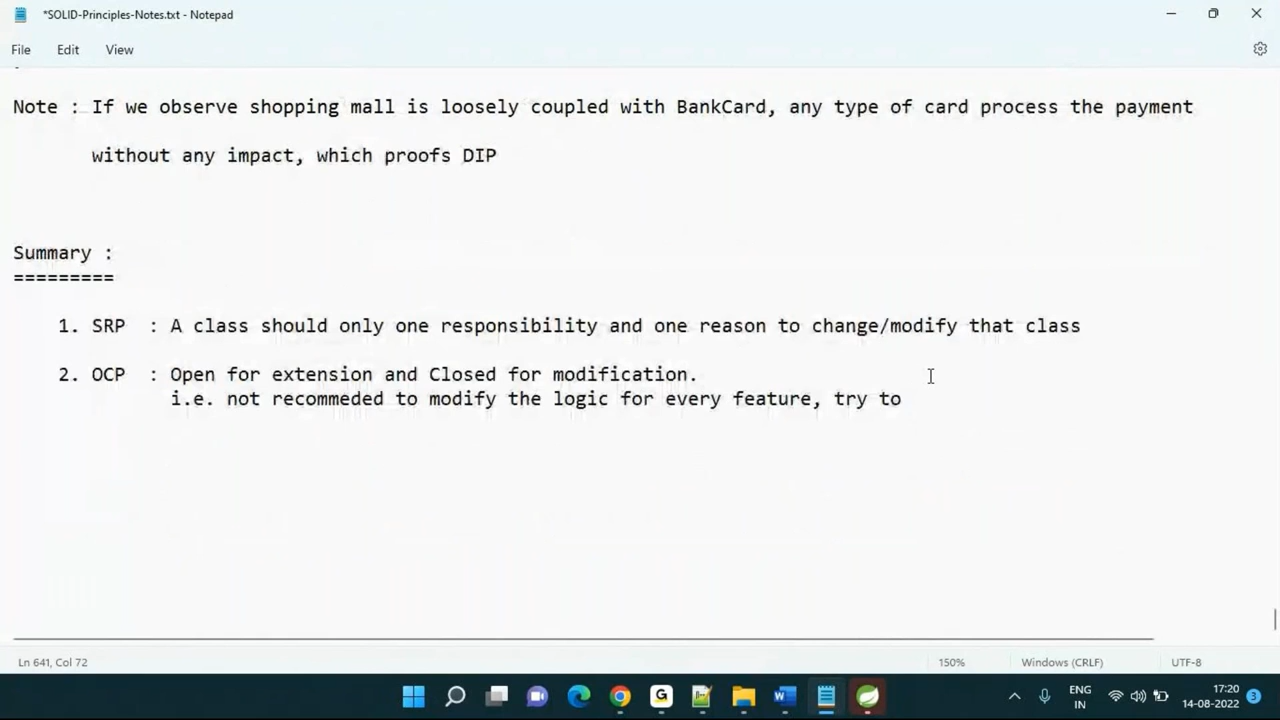 *SOLID-Principles-Notes.txt - Notepad
File Edit View
Note : If we observe shopping mall is loosely coupled with BankCard, any type of card process the payment
without any impact, which proofs DIP
Summary :
=========
1. SRP : A class should only one responsibility and one reason to change/modify that class
2. OCP : Open for extension and Closed for modification.
i.e. not recommeded to modify the logic for every feature, try to
Ln 641, Col 72 150% Windows (CRLF) UTF-8
ENG 17:20
IN 14-08-2022 3